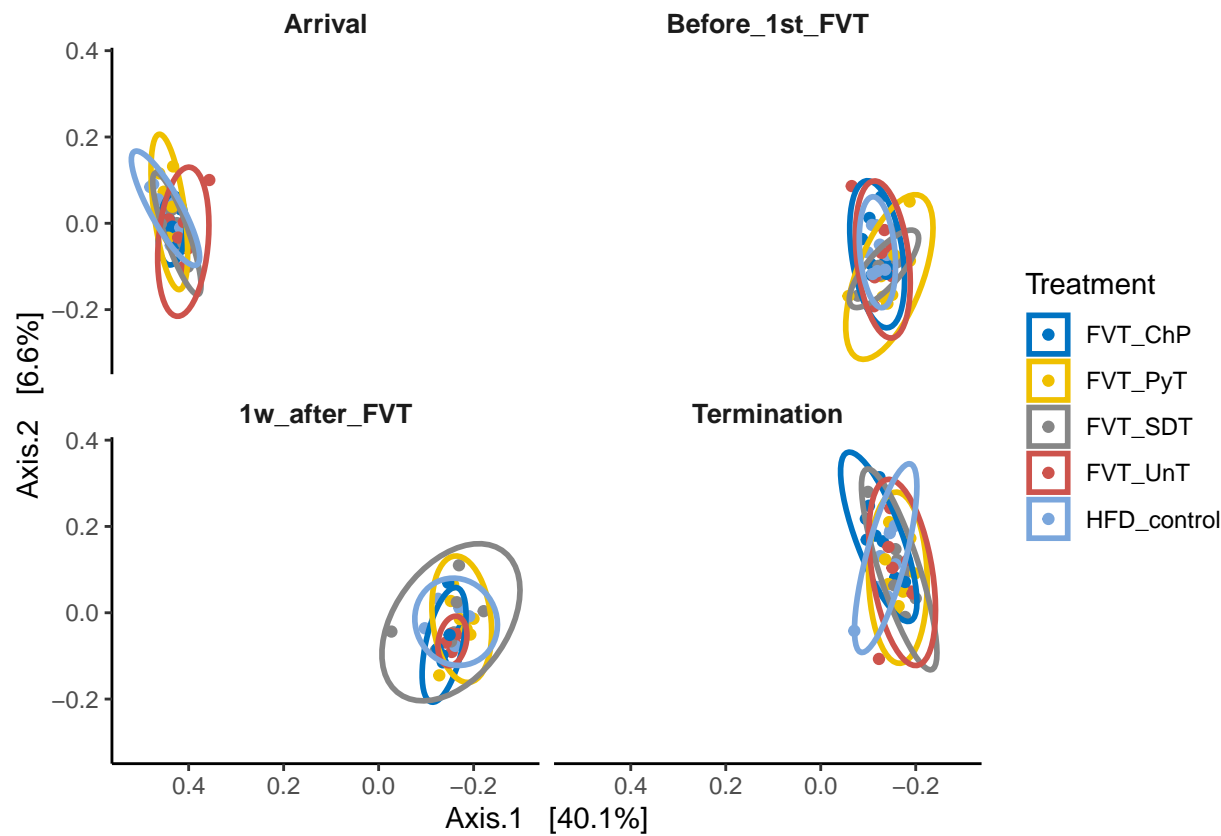 Arrival
Before_1st_FVT
0.4
0.2
0.0
−0.2
1w_after_FVT
Termination
0.4
0.2
0.0
−0.2
0.4 0.2 0.0 −0.2
0.4 0.2 0.0 −0.2
Axis.1 [40.1%]
Axis.2 [6.6%]
Treatment
FVT_ChP
FVT_PyT
FVT_SDT
FVT_UnT
HFD_control